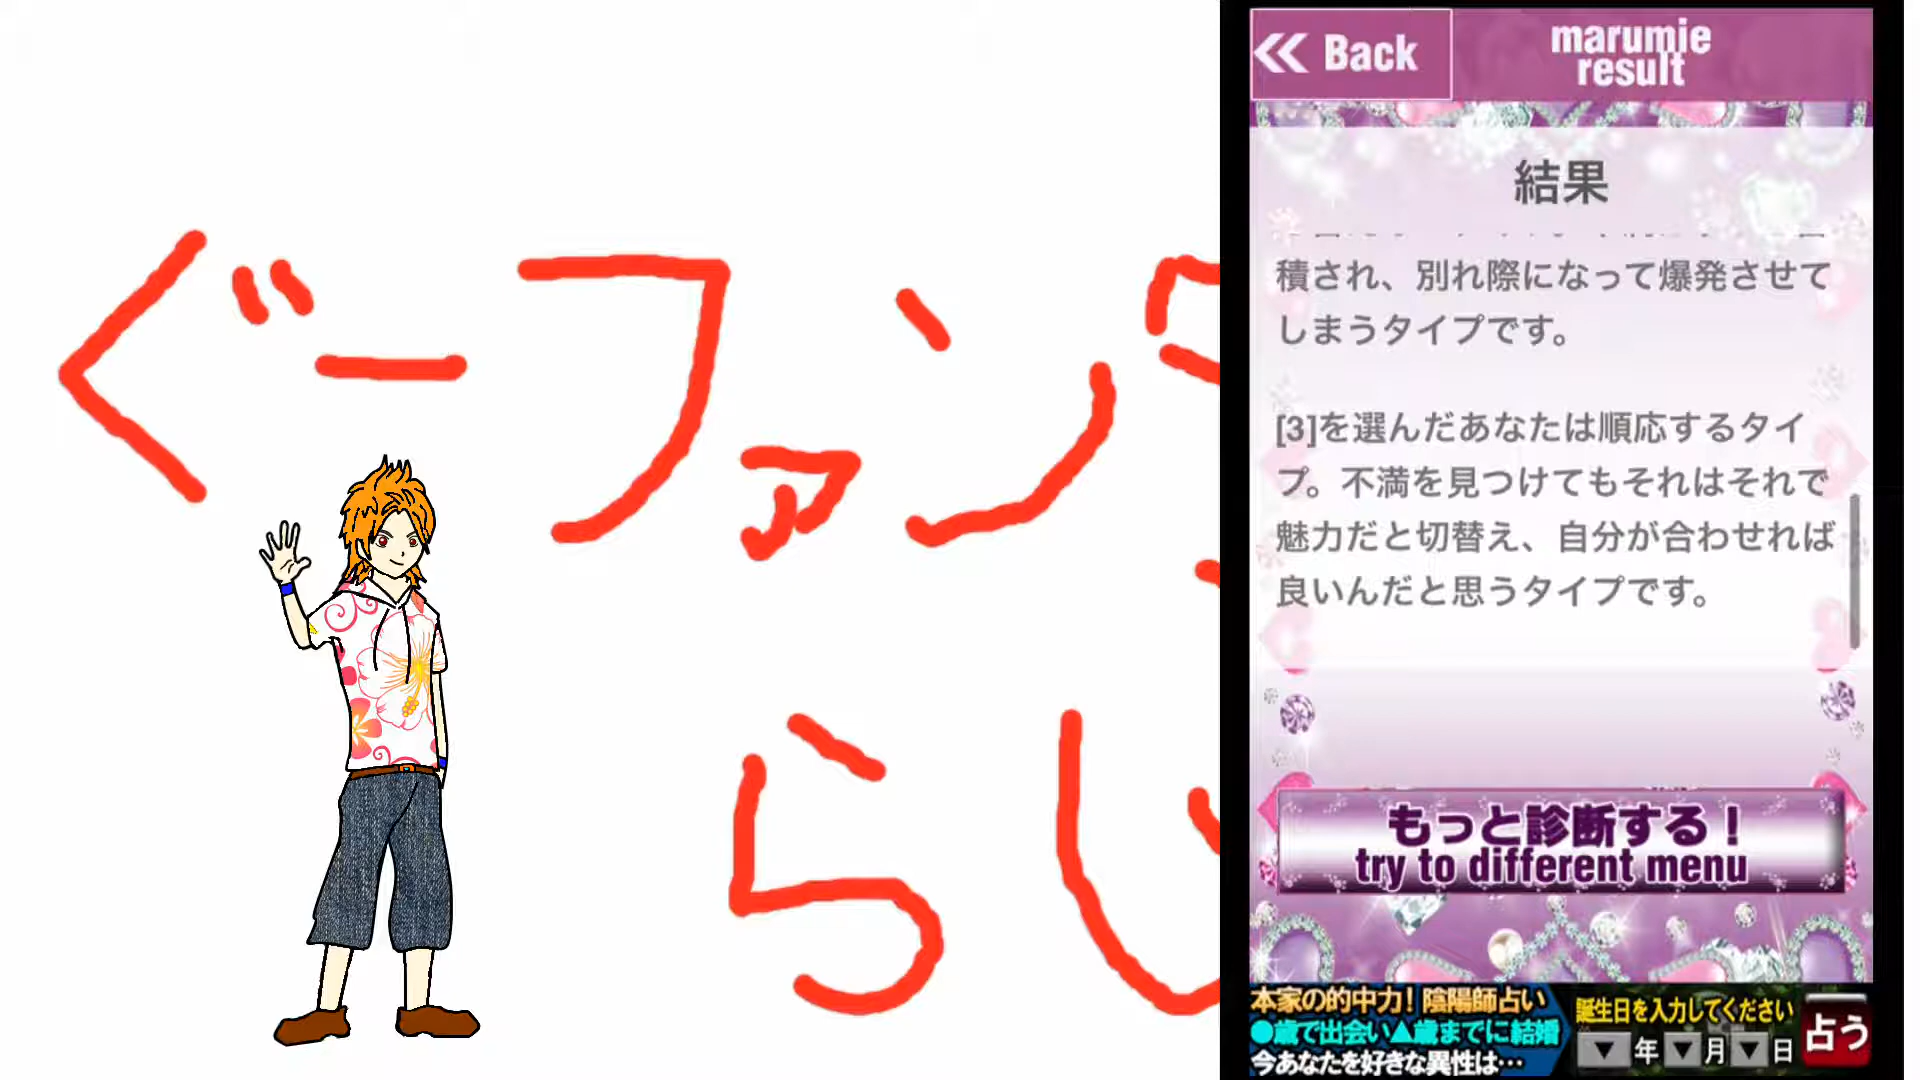 ぐーファン
らじ
Back
marumie
result
結果
積され、別れ際になって爆発させて
しまうタイプです。
[3]を選んだあなたは順応するタイ
プ。不満を見つけてもそれはそれで
魅力だと切替え、自分が合わせれば
良いんだと思うタイプです。
もっと診断する！
try to different menu
本家の的中力！陰陽師占い
●歳で出会い▲歳までに結婚
今あなたを好きな異性は…
誕生日を入力してください
▼年▼月▼日
占う